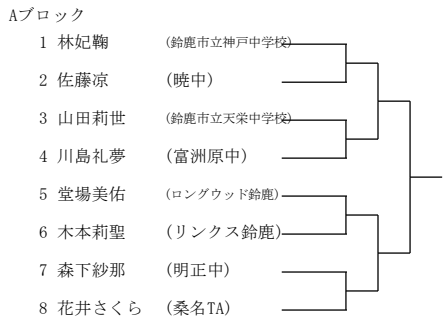 Aブロック
1 林妃鞠 (鈴鹿市立神戸中学校)
2 佐藤凉 (暁中)
3 山田莉世 (鈴鹿市立天栄中学校)
4 川島礼夢 (富洲原中)
5 堂場美佑 (ロングウッド鈴鹿)
6 木本莉聖 (リンクス鈴鹿)
7 森下紗那 (明正中)
8 花井さくら (桑名TA)